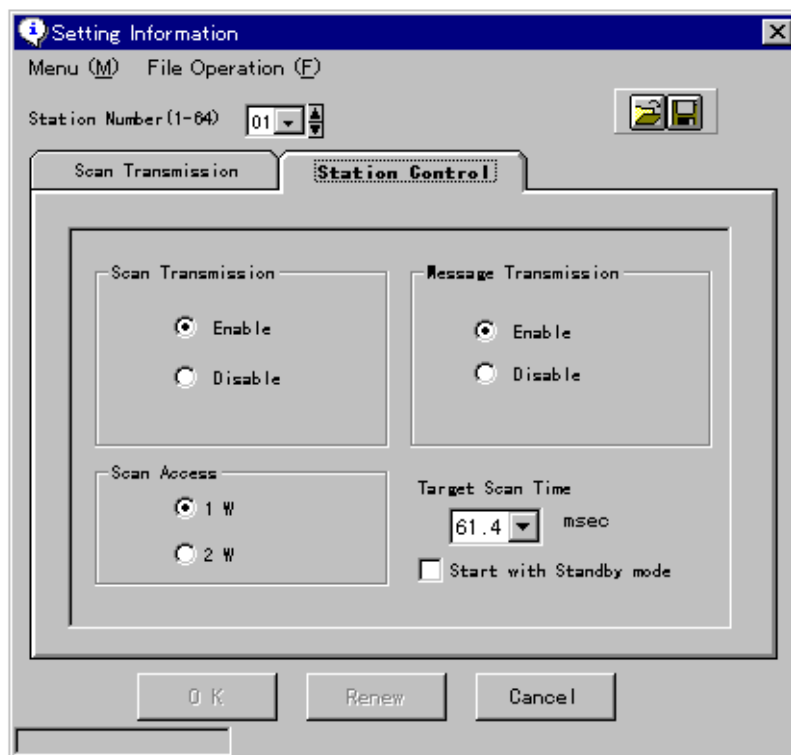 Setting Information
Menu (M) File Operation (F)
Station Number(1-64) 01
Scan Transmission Station Control
Scan Transmission Message Transmission
Enable Enable
Disable Disable
Scan Access
1 W
2 W
Target Scan Time
61.4 msec
Start with Standby mode
O K Renew Cancel